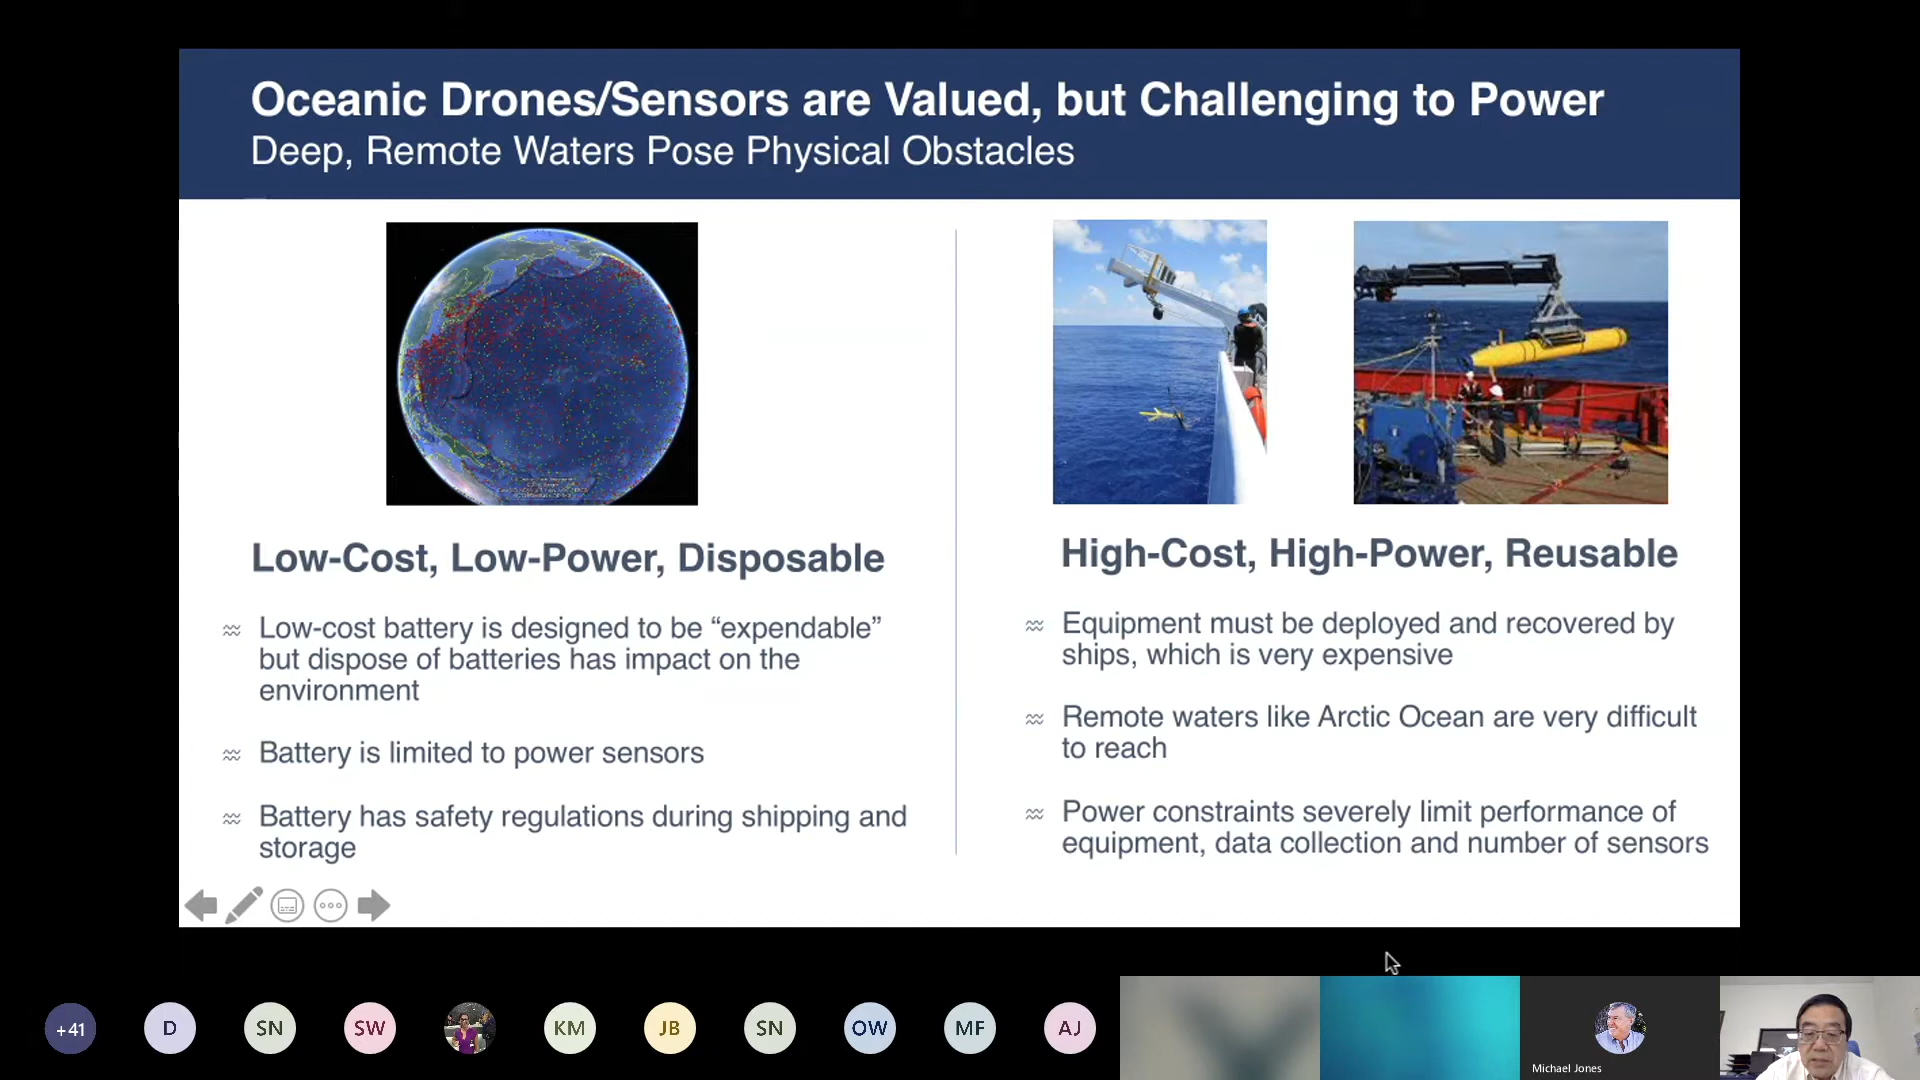 Oceanic Drones/Sensors are Valued, but Challenging to Power
Deep, Remote Waters Pose Physical Obstacles
Low-Cost, Low-Power, Disposable
Low-cost battery is designed to be “expendable”
but dispose of batteries has impact on the
environment
Battery is limited to power sensors
Battery has safety regulations during shipping and
storage
High-Cost, High-Power, Reusable
Equipment must be deployed and recovered by
ships, which is very expensive
Remote waters like Arctic Ocean are very difficult
to reach
Power constraints severely limit performance of
equipment, data collection and number of sensors
+41
D
SN
SW
KM
JB
SN
OW
MF
AJ
Michael Jones